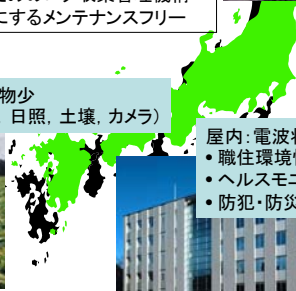 にするメンテナンスフリー
物少
日照, 土壌, カメラ)
屋内:電波
• 職住環境
• ヘルスモニ
• 防犯・防災